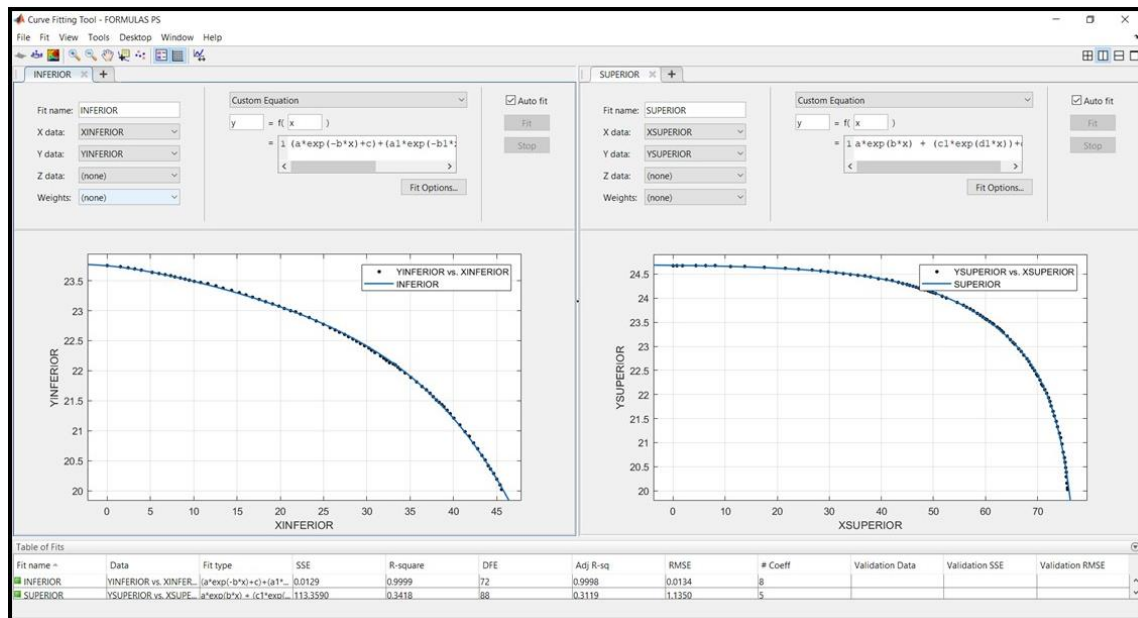 Curve Fitting Tool - FORMULAS PS
File Fit View Tools Desktop Window Help
INFERIOR
Fit name: INFERIOR
X data: XINFERIOR
Y data: YINFERIOR
Z data: (none)
Weights: (none)
Custom Equation
y = f( x )
= 1 (a*exp(-b*x)+c)+(a1*exp(-b1*
Fit Options...
Auto fit
Fit
Stop
SUPERIOR
Fit name: SUPERIOR
X data: XSUPERIOR
Y data: YSUPERIOR
Z data: (none)
Weights: (none)
Custom Equation
y = f( x )
= 1 a*exp(b*x) + (c1*exp(d1*x))+
Fit Options...
Auto fit
Fit
Stop
YINFERIOR vs. XINFERIOR
INFERIOR
23.5
23
22.5
22
21.5
21
20.5
20
YINFERIOR
0 5 10 15 20 25 30 35 40 45
XINFERIOR
YSUPERIOR vs. XSUPERIOR
SUPERIOR
24.5
24
23.5
23
22.5
22
21.5
21
20.5
20
YSUPERIOR
0 10 20 30 40 50 60 70
XSUPERIOR
Table of Fits
Fit name Data Fit type SSE R-square DFE Adj R-sq RMSE # Coeff Validation Data Validation SSE Validation RMSE
INFERIOR YINFERIOR vs. XINFER... (a*exp(-b*x)+c)+(a1*... 0.0129 0.9999 72 0.9998 0.0134 8
SUPERIOR YSUPERIOR vs. XSUPE... a*exp(b*x) + (c1*exp(... 113.3590 0.3418 88 0.3119 1.1350 5